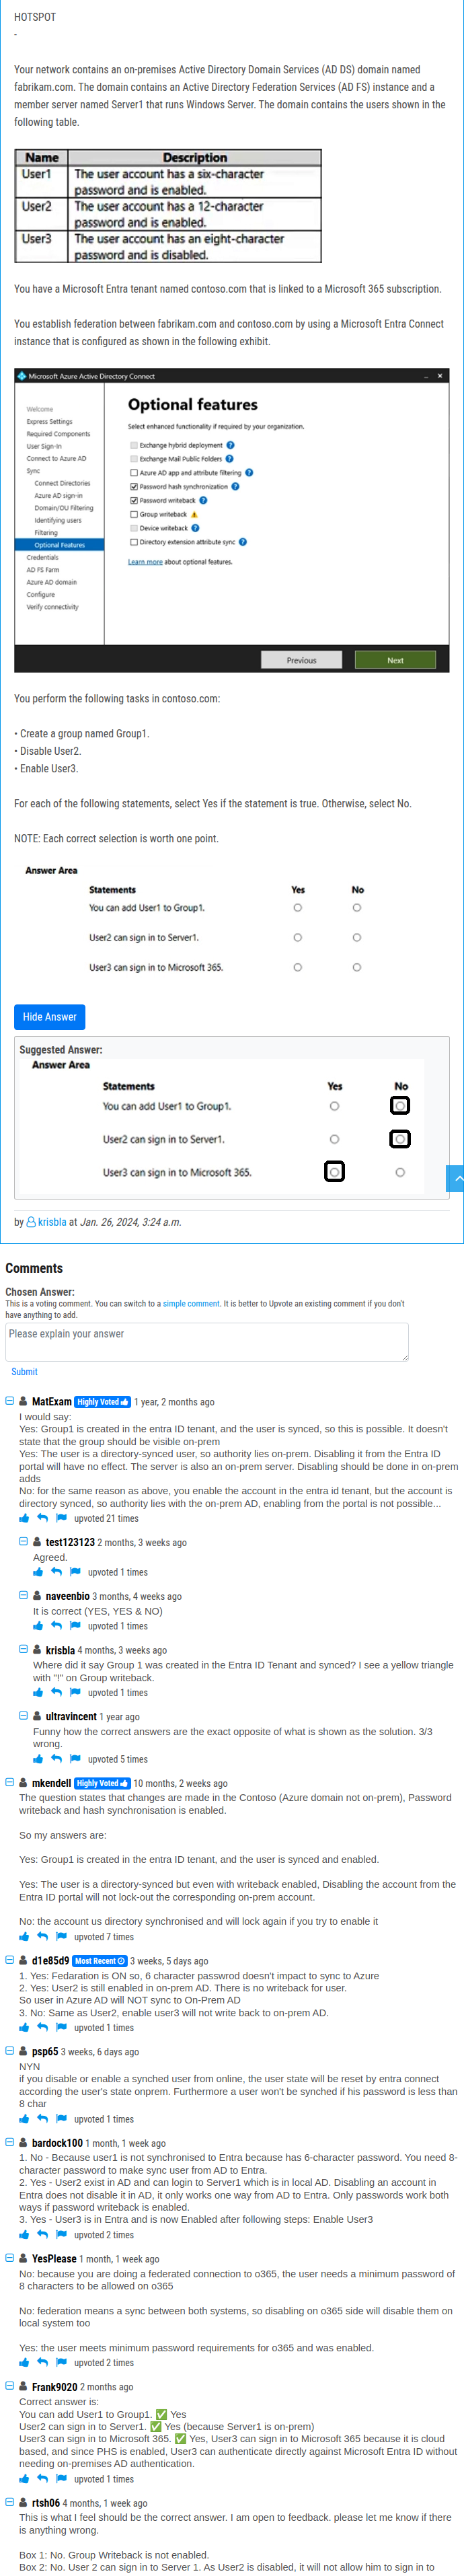 HOTSPOT
-
Your network contains an on-premises Active Directory Domain Services (AD DS) domain named
fabrikam.com. The domain contains an Active Directory Federation Services (AD FS) instance and a
member server named Server1 that runs Windows Server. The domain contains the users shown in the
following table.
Name Description
User1 The user account has a six-character
password and is enabled.
User2 The user account has a 12-character
password and is enabled.
User3 The user account has an eight-character
password and is disabled.
You have a Microsoft Entra tenant named contoso.com that is linked to a Microsoft 365 subscription.
You establish federation between fabrikam.com and contoso.com by using a Microsoft Entra Connect
instance that is configured as shown in the following exhibit.
Microsoft Azure Active Directory Connect
Welcome
Express Settings
Required Components
User Sign-In
Connect to Azure AD
Sync
Connect Directories
Azure AD sign-in
Domain/OU Filtering
Identifying users
Filtering
Optional Features
Credentials
AD FS Farm
Azure AD domain
Configure
Verify connectivity
Optional features
Select enhanced functionality if required by your organization.
Exchange hybrid deployment ?
Exchange Mail Public Folders ?
Azure AD app and attribute filtering ?
Password hash synchronization ?
Password writeback ?
Group writeback
Device writeback ?
Directory extension attribute sync ?
Learn more about optional features.
Previous Next
You perform the following tasks in contoso.com:
• Create a group named Group1.
• Disable User2.
• Enable User3.
For each of the following statements, select Yes if the statement is true. Otherwise, select No.
NOTE: Each correct selection is worth one point.
Answer Area
Statements Yes No
You can add User1 to Group1.
User2 can sign in to Server1.
User3 can sign in to Microsoft 365.
Hide Answer
Suggested Answer:
Answer Area
Statements Yes No
You can add User1 to Group1.
User2 can sign in to Server1.
User3 can sign in to Microsoft 365.
by krisbla at Jan. 26, 2024, 3:24 a.m.
Comments
Chosen Answer:
This is a voting comment. You can switch to a simple comment. It is better to Upvote an existing comment if you don't
have anything to add.
Please explain your answer
Submit
MatExam Highly Voted 1 year, 2 months ago
I would say:
Yes: Group1 is created in the entra ID tenant, and the user is synced, so this is possible. It doesn't
state that the group should be visible on-prem
Yes: The user is a directory-synced user, so authority lies on-prem. Disabling it from the Entra ID
portal will have no effect. The server is also an on-prem server. Disabling should be done in on-prem
adds
No: for the same reason as above, you enable the account in the entra id tenant, but the account is
directory synced, so authority lies with the on-prem AD, enabling from the portal is not possible...
upvoted 21 times
test123123 2 months, 3 weeks ago
Agreed.
upvoted 1 times
naveenbio 3 months, 4 weeks ago
It is correct (YES, YES & NO)
upvoted 1 times
krisbla 4 months, 3 weeks ago
Where did it say Group 1 was created in the Entra ID Tenant and synced? I see a yellow triangle
with "!" on Group writeback.
upvoted 1 times
ultravincent 1 year ago
Funny how the correct answers are the exact opposite of what is shown as the solution. 3/3
wrong.
upvoted 5 times
mkendell Highly Voted 10 months, 2 weeks ago
The question states that changes are made in the Contoso (Azure domain not on-prem), Password
writeback and hash synchronisation is enabled.
So my answers are:
Yes: Group1 is created in the entra ID tenant, and the user is synced and enabled.
Yes: The user is a directory-synced but even with writeback enabled, Disabling the account from the
Entra ID portal will not lock-out the corresponding on-prem account.
No: the account us directory synchronised and will lock again if you try to enable it
upvoted 7 times
d1e85d9 Most Recent 3 weeks, 5 days ago
1. Yes: Fedaration is ON so, 6 character passwrod doesn't impact to sync to Azure
2. Yes: User2 is still enabled in on-prem AD. There is no writeback for user.
So user in Azure AD will NOT sync to On-Prem AD
3. No: Same as User2, enable user3 will not write back to on-prem AD.
upvoted 1 times
psp65 3 weeks, 6 days ago
NYN
if you disable or enable a synched user from online, the user state will be reset by entra connect
according the user's state onprem. Furthermore a user won't be synched if his password is less than
8 char
upvoted 1 times
bardock100 1 month, 1 week ago
1. No - Because user1 is not synchronised to Entra because has 6-character password. You need 8-
character password to make sync user from AD to Entra.
2. Yes - User2 exist in AD and can login to Server1 which is in local AD. Disabling an account in
Entra does not disable it in AD, it only works one way from AD to Entra. Only passwords work both
ways if password writeback is enabled.
3. Yes - User3 is in Entra and is now Enabled after following steps: Enable User3
upvoted 2 times
YesPlease 1 month, 1 week ago
No: because you are doing a federated connection to o365, the user needs a minimum password of
8 characters to be allowed on o365
No: federation means a sync between both systems, so disabling on o365 side will disable them on
local system too
Yes: the user meets minimum password requirements for o365 and was enabled.
upvoted 2 times
Frank9020 2 months ago
Correct answer is:
You can add User1 to Group1. ✅ Yes
User2 can sign in to Server1. ✅ Yes (because Server1 is on-prem)
User3 can sign in to Microsoft 365. ✅ Yes, User3 can sign in to Microsoft 365 because it is cloud
based, and since PHS is enabled, User3 can authenticate directly against Microsoft Entra ID without
needing on-premises AD authentication.
upvoted 1 times
rtsh06 4 months, 1 week ago
This is what I feel should be the correct answer. I am open to feedback. please let me know if there
is anything wrong.
Box 1: No. Group Writeback is not enabled.
Box 2: No. User 2 can sign in to Server 1. As User2 is disabled, it will not allow him to sign in to